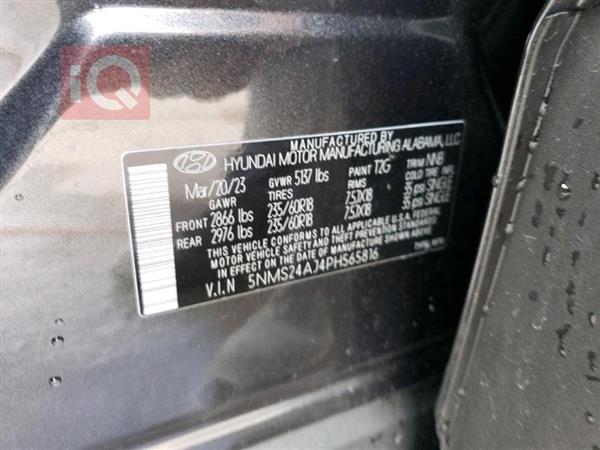 iQ
MANUFACTURED BY
HYUNDAI MOTOR MANUFACTURING ALABAMA, LLC
Mar/20/23 GVWR 5137 lbs PAINT T2G TRIM NNB
GAWR TIRES RIMS COLD TIRE INF.
FRONT 2866 lbs 235/60R18 7.5JX18 35 psi SINGLE
REAR 2976 lbs 235/60R18 7.5JX18 35 psi SINGLE
THIS VEHICLE CONFORMS TO ALL APPLICABLE U.S.A FEDERAL
MOTOR VEHICLE SAFETY, BUMPER, AND THEFT PREVENTION STANDARDS
IN EFFECT ON THE DATE OF MANUFACTURE SHOWN ABOVE.
V.I.N 5NMS24AJ4PH565816